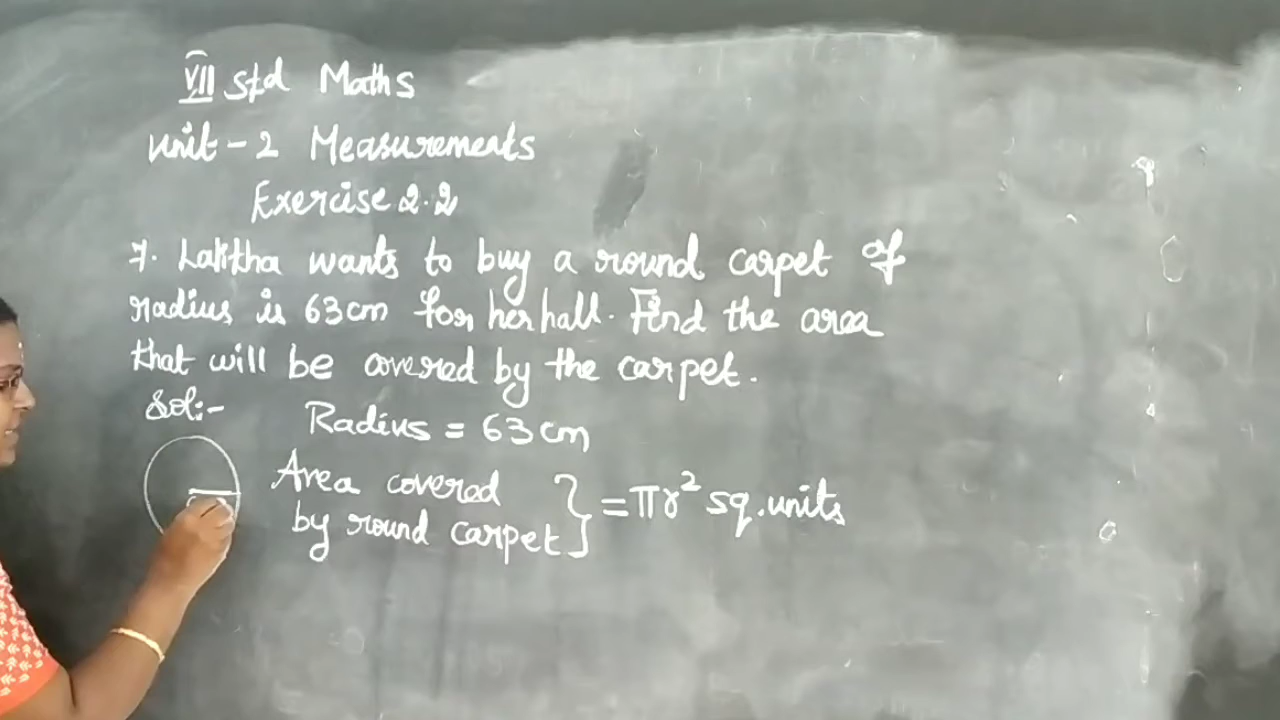 VII Std Maths
Unit - 2 Measurements
Exercise 2.2
7. Lalitha wants to buy a round carpet of
radius is 63cm for her hall. Find the area
that will be covered by the carpet.
Sol:-
Radius = 63 cm
Area covered
by round carpet } = πr² sq.units